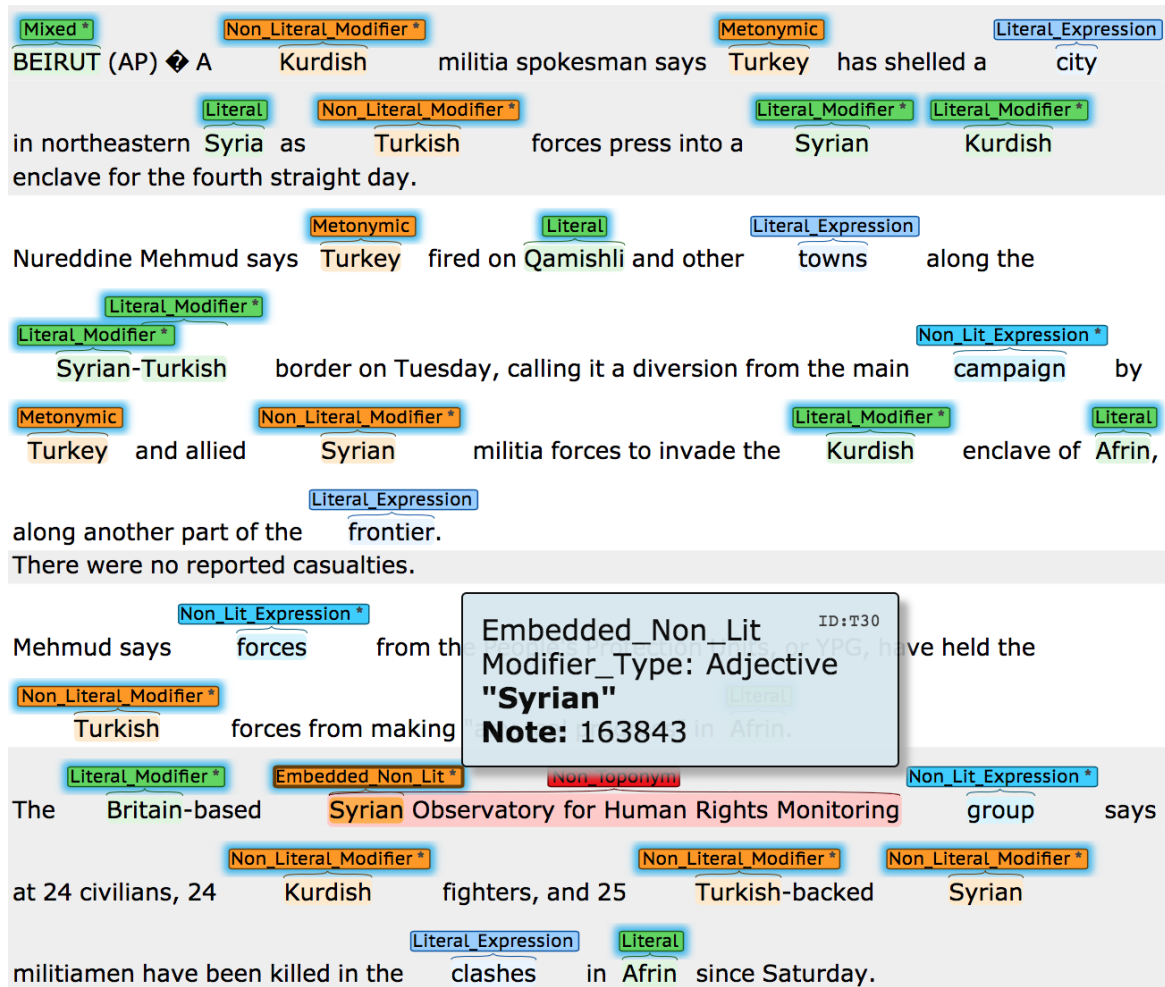 Mixed * Non_Literal_Modifier * Metonymic Literal_Expression
BEIRUT (AP) � A Kurdish militia spokesman says Turkey has shelled a city
Literal Non_Literal_Modifier * Literal_Modifier * Literal_Modifier *
in northeastern Syria as Turkish forces press into a Syrian Kurdish
enclave for the fourth straight day.
Metonymic Literal Literal_Expression
Nureddine Mehmud says Turkey fired on Qamishli and other towns along the
Literal_Modifier *
Literal_Modifier * Non_Lit_Expression *
Syrian-Turkish border on Tuesday, calling it a diversion from the main campaign by
Metonymic Non_Literal_Modifier * Literal_Modifier * Literal
Turkey and allied Syrian militia forces to invade the Kurdish enclave of Afrin,
Literal_Expression
along another part of the frontier.
There were no reported casualties.
Non_Lit_Expression *
Mehmud says forces from the People's Protection Units, or YPG, have held the
Embedded_Non_Lit ID:T30
Modifier_Type: Adjective
"Syrian"
Note: 163843
Non_Literal_Modifier * Literal
Turkish forces from making in Afrin.
Literal_Modifier * Embedded_Non_Lit * Non_Toponym Non_Lit_Expression *
The Britain-based Syrian Observatory for Human Rights Monitoring group says
Non_Literal_Modifier * Non_Literal_Modifier * Non_Literal_Modifier *
at 24 civilians, 24 Kurdish fighters, and 25 Turkish-backed Syrian
Literal_Expression Literal
militiamen have been killed in the clashes in Afrin since Saturday.